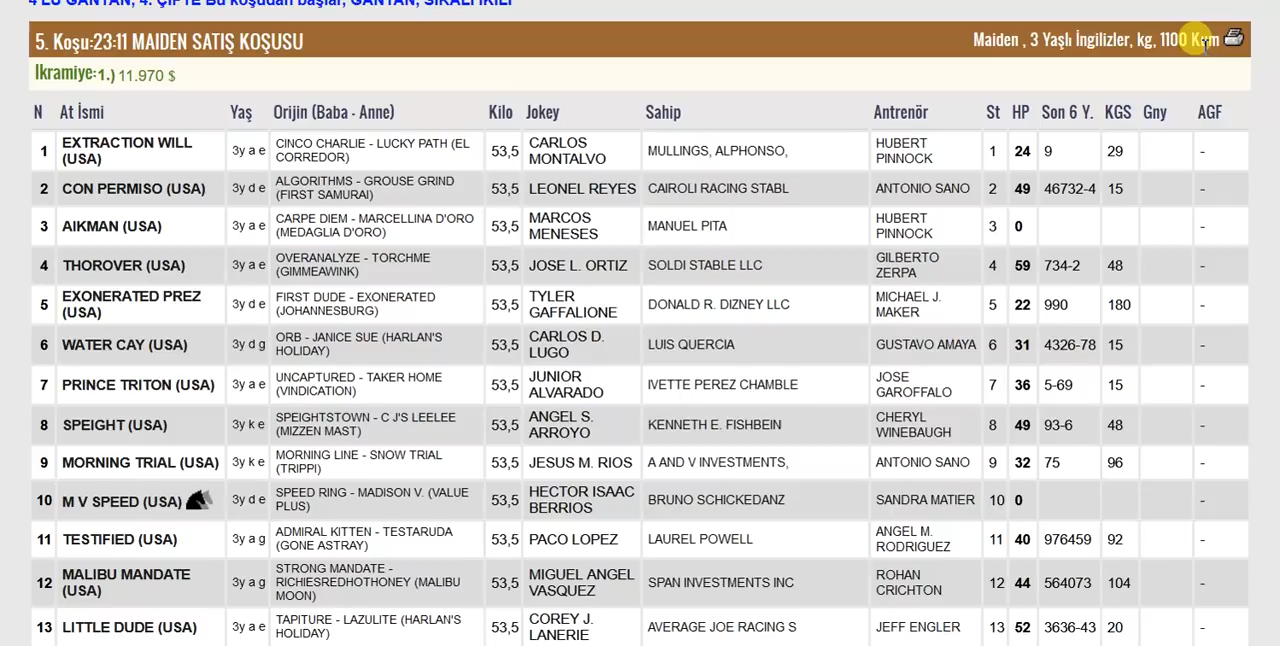 4 LÜ GANYAN, 4. ÇİFTE Bu koşudan başlar, GANYAN, SIRALI İKİLİ
5. Koşu:23:11 MAIDEN SATIŞ KOŞUSU Maiden , 3 Yaşlı İngilizler, kg, 1100 Kum
Ikramiye:1.) 11.970 $
N At İsmi Yaş Orijin (Baba - Anne) Kilo Jokey Sahip Antrenör St HP Son 6 Y. KGS Gny AGF
1 EXTRACTION WILL (USA) 3y a e CINCO CHARLIE - LUCKY PATH (EL CORREDOR) 53,5 CARLOS MONTALVO MULLINGS, ALPHONSO, HUBERT PINNOCK 1 24 9 29 -
2 CON PERMISO (USA) 3y d e ALGORITHMS - GROUSE GRIND (FIRST SAMURAI) 53,5 LEONEL REYES CAIROLI RACING STABL ANTONIO SANO 2 49 46732-4 15 -
3 AIKMAN (USA) 3y a e CARPE DIEM - MARCELLINA D'ORO (MEDAGLIA D'ORO) 53,5 MARCOS MENESES MANUEL PITA HUBERT PINNOCK 3 0 -
4 THOROVER (USA) 3y a e OVERANALYZE - TORCHME (GIMMEAWINK) 53,5 JOSE L. ORTIZ SOLDI STABLE LLC GILBERTO ZERPA 4 59 734-2 48 -
5 EXONERATED PREZ (USA) 3y d e FIRST DUDE - EXONERATED (JOHANNESBURG) 53,5 TYLER GAFFALIONE DONALD R. DIZNEY LLC MICHAEL J. MAKER 5 22 990 180 -
6 WATER CAY (USA) 3y d g ORB - JANICE SUE (HARLAN'S HOLIDAY) 53,5 CARLOS D. LUGO LUIS QUERCIA GUSTAVO AMAYA 6 31 4326-78 15 -
7 PRINCE TRITON (USA) 3y a e UNCAPTURED - TAKER HOME (VINDICATION) 53,5 JUNIOR ALVARADO IVETTE PEREZ CHAMBLE JOSE GAROFFALO 7 36 5-69 15 -
8 SPEIGHT (USA) 3y k e SPEIGHTSTOWN - C J'S LEELEE (MIZZEN MAST) 53,5 ANGEL S. ARROYO KENNETH E. FISHBEIN CHERYL WINEBAUGH 8 49 93-6 48 -
9 MORNING TRIAL (USA) 3y k e MORNING LINE - SNOW TRIAL (TRIPPI) 53,5 JESUS M. RIOS A AND V INVESTMENTS, ANTONIO SANO 9 32 75 96 -
10 M V SPEED (USA) 3y d e SPEED RING - MADISON V. (VALUE PLUS) 53,5 HECTOR ISAAC BERRIOS BRUNO SCHICKEDANZ SANDRA MATIER 10 0 -
11 TESTIFIED (USA) 3y a g ADMIRAL KITTEN - TESTARUDA (GONE ASTRAY) 53,5 PACO LOPEZ LAUREL POWELL ANGEL M. RODRIGUEZ 11 40 976459 92 -
12 MALIBU MANDATE (USA) 3y a g STRONG MANDATE - RICHIESREDHOTHONEY (MALIBU MOON) 53,5 MIGUEL ANGEL VASQUEZ SPAN INVESTMENTS INC ROHAN CRICHTON 12 44 564073 104 -
13 LITTLE DUDE (USA) 3y a e TAPITURE - LAZULITE (HARLAN'S HOLIDAY) 53,5 COREY J. LANERIE AVERAGE JOE RACING S JEFF ENGLER 13 52 3636-43 20 -